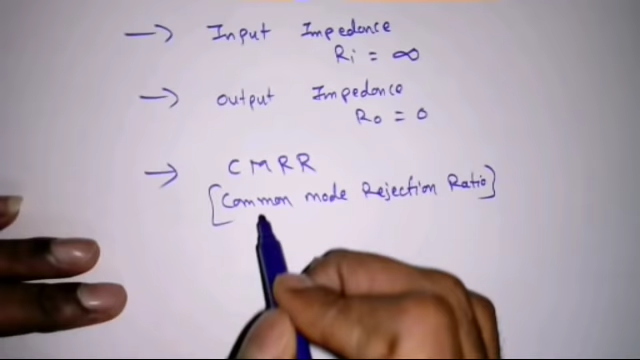 → Input Impedance
Ri = ∞
→ output Impedance
Ro = 0
→ CMRR
[Common mode Rejection Ratio]